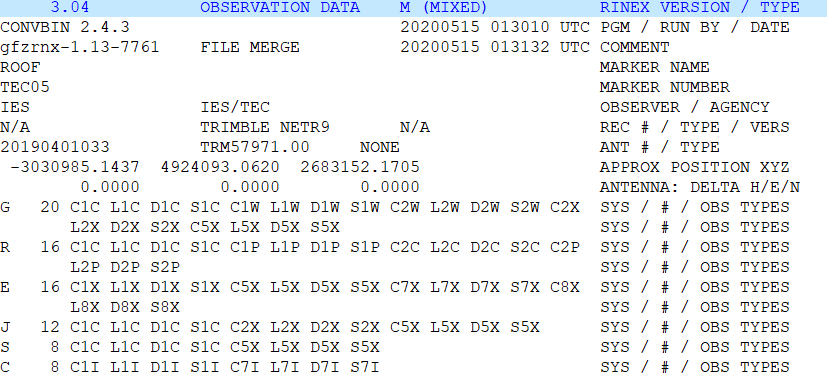 3.04 OBSERVATION DATA M (MIXED) RINEX VERSION / TYPE
CONVBIN 2.4.3 20200515 013010 UTC PGM / RUN BY / DATE
gfzrnx-1.13-7761 FILE MERGE 20200515 013132 UTC COMMENT
ROOF MARKER NAME
TEC05 MARKER NUMBER
IES IES/TEC OBSERVER / AGENCY
N/A TRIMBLE NETR9 N/A REC # / TYPE / VERS
20190401033 TRM57971.00 NONE ANT # / TYPE
-3030985.1437 4924093.0620 2683152.1705 APPROX POSITION XYZ
0.0000 0.0000 0.0000 ANTENNA: DELTA H/E/N
G 20 C1C L1C D1C S1C C1W L1W D1W S1W C2W L2W D2W S2W C2X SYS / # / OBS TYPES
L2X D2X S2X C5X L5X D5X S5X SYS / # / OBS TYPES
R 16 C1C L1C D1C S1C C1P L1P D1P S1P C2C L2C D2C S2C C2P SYS / # / OBS TYPES
L2P D2P S2P SYS / # / OBS TYPES
E 16 C1X L1X D1X S1X C5X L5X D5X S5X C7X L7X D7X S7X C8X SYS / # / OBS TYPES
L8X D8X S8X SYS / # / OBS TYPES
J 12 C1C L1C D1C S1C C2X L2X D2X S2X C5X L5X D5X S5X SYS / # / OBS TYPES
S 8 C1C L1C D1C S1C C5X L5X D5X S5X SYS / # / OBS TYPES
C 8 C1I L1I D1I S1I C7I L7I D7I S7I SYS / # / OBS TYPES